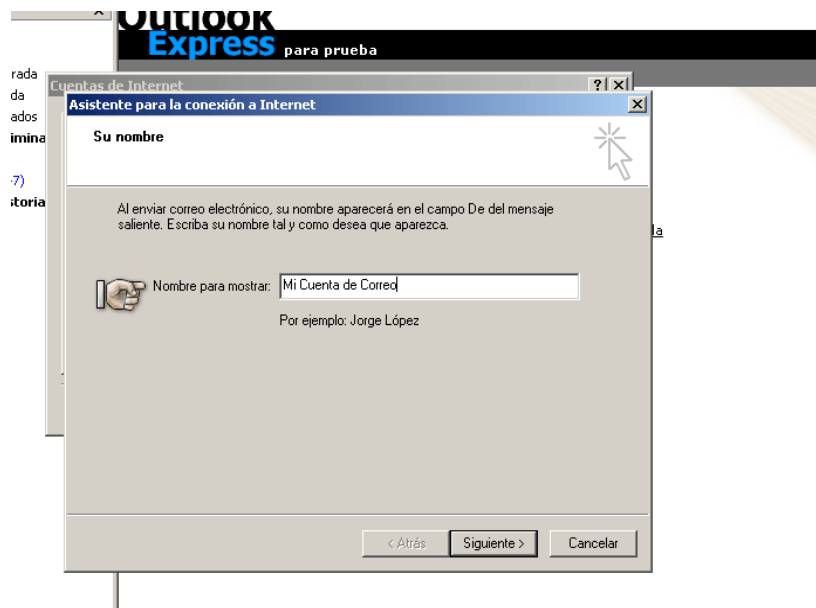 Outlook
Express para prueba
rada
da
ados
imina
-7)
storia
Cuentas de Internet
Asistente para la conexión a Internet
Su nombre
Al enviar correo electrónico, su nombre aparecerá en el campo De del mensaje
saliente. Escriba su nombre tal y como desea que aparezca.
la
Nombre para mostrar: Mi Cuenta de Correo
Por ejemplo: Jorge López
< Atrás Siguiente > Cancelar